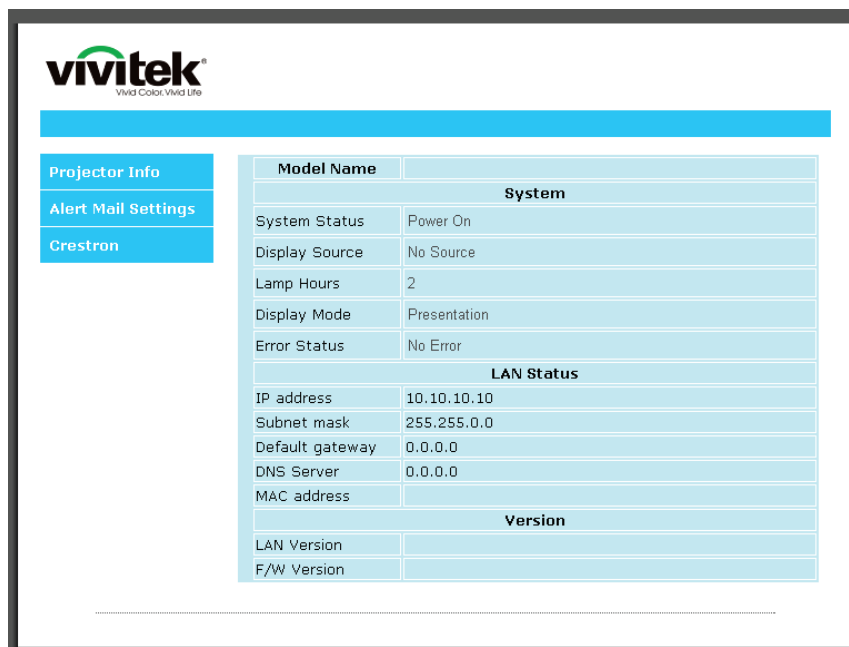 vivitek®
Vivid Color. Vivid Life
Projector Info
Alert Mail Settings
Crestron
Model Name
System
System Status Power On
Display Source No Source
Lamp Hours 2
Display Mode Presentation
Error Status No Error
LAN Status
IP address 10.10.10.10
Subnet mask 255.255.0.0
Default gateway 0.0.0.0
DNS Server 0.0.0.0
MAC address
Version
LAN Version
F/W Version